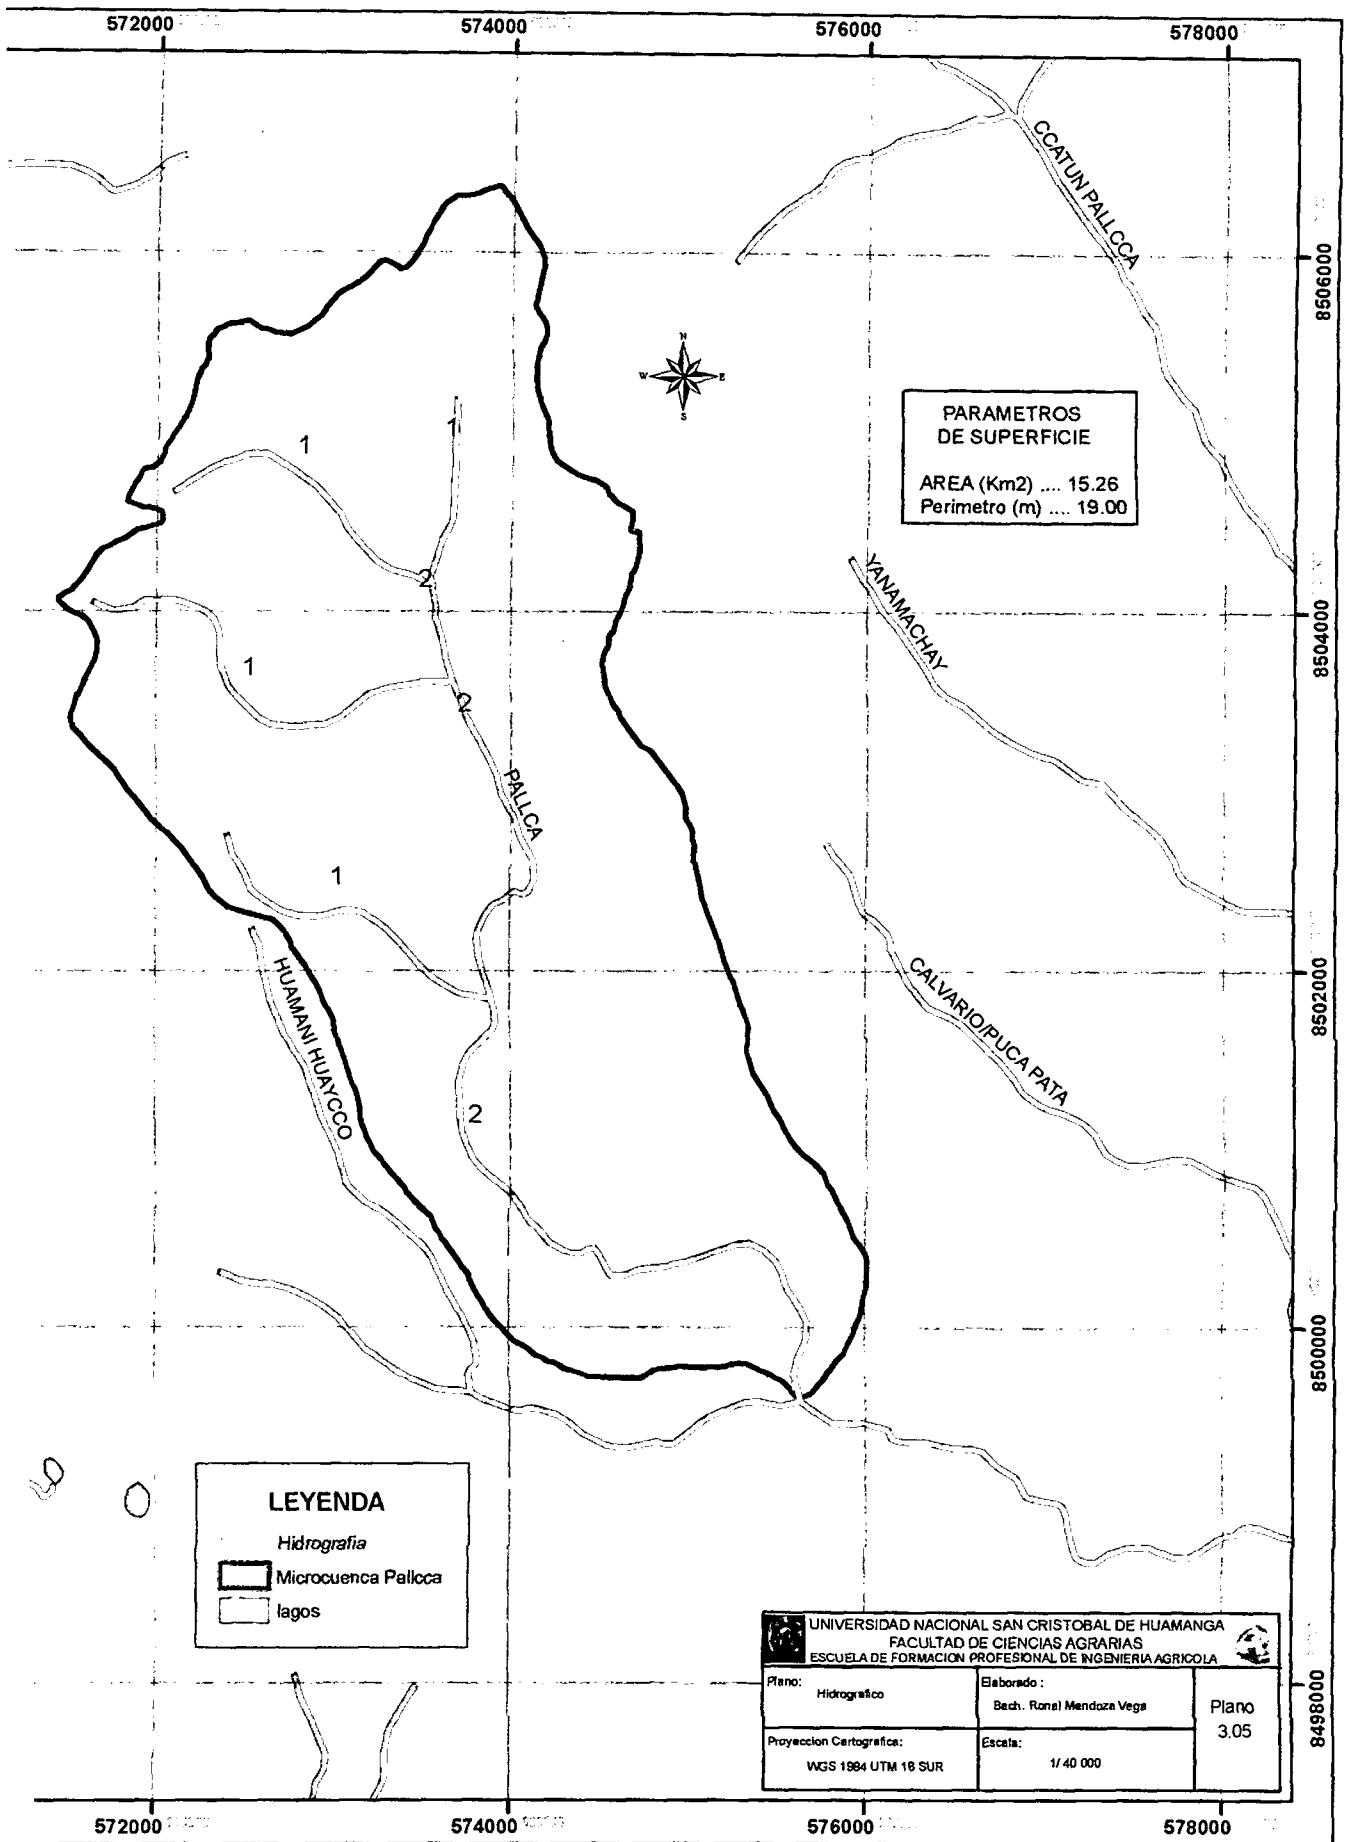 572000
574000
576000
578000
CCATUN PALLCCA
8506000
N
W
E
S
PARAMETROS
DE SUPERFICIE
AREA (Km2) .... 15.26
Perimetro (m) .... 19.00
1
1
2
YANAMACHAY
8504000
1
2
PALLCA
1
HUAMANI HUAYCCO
CALVARIO/PUCA PATA
8502000
2
8500000
LEYENDA
Hidrografia
Microcuenca Pallcca
lagos
UNIVERSIDAD NACIONAL SAN CRISTOBAL DE HUAMANGA
FACULTAD DE CIENCIAS AGRARIAS
ESCUELA DE FORMACION PROFESIONAL DE INGENIERIA AGRICOLA
Plano:
Hidrografico
Elaborado :
Bach. Ronal Mendoza Vega
Plano
3.05
Proyeccion Cartografica:
WGS 1984 UTM 18 SUR
Escala:
1/ 40 000
8498000
572000
574000
576000
578000